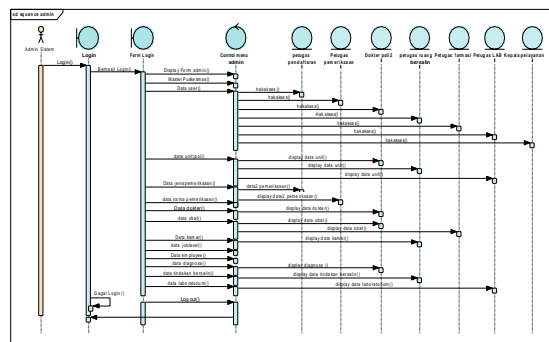 sd sequence admin
Admin Sistem
Login
Form Login
Control menu
admin
petugas
pendaftaran
Petugas
pemeriksaan
Dokter poli2
petugas ruang
bersalin
Petugas farmasi
Petugas LAB
Kepala pelayanan
Login()
Berhasil Login()
Display Form admin()
Master Puskesmas()
Data user()
hakakses()
hakakses()
hakakses()
Hakakses()
hakakses()
hakakses()
hakakses()
data unit/poli()
display data unit()
display data unit()
display data unit()
Data jenis pemeriksaan()
data2 pemeriksaan()
data nama pemeriksaan()
display data2 pemeriksaan()
Data dokter()
display data dokter()
data obat()
display data obat()
display data obat()
Data kamar()
display data kamar()
data joblevel()
Data employee()
data diagnosa()
display diagnosa ()
data tindakan bersalin()
display data tindakan bersalin()
data laboratorium()
display data laboratorium()
Gagal Login ()
Log out()